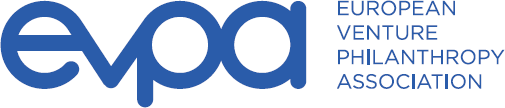 evpa
EUROPEAN
VENTURE
PHILANTHROPY
ASSOCIATION